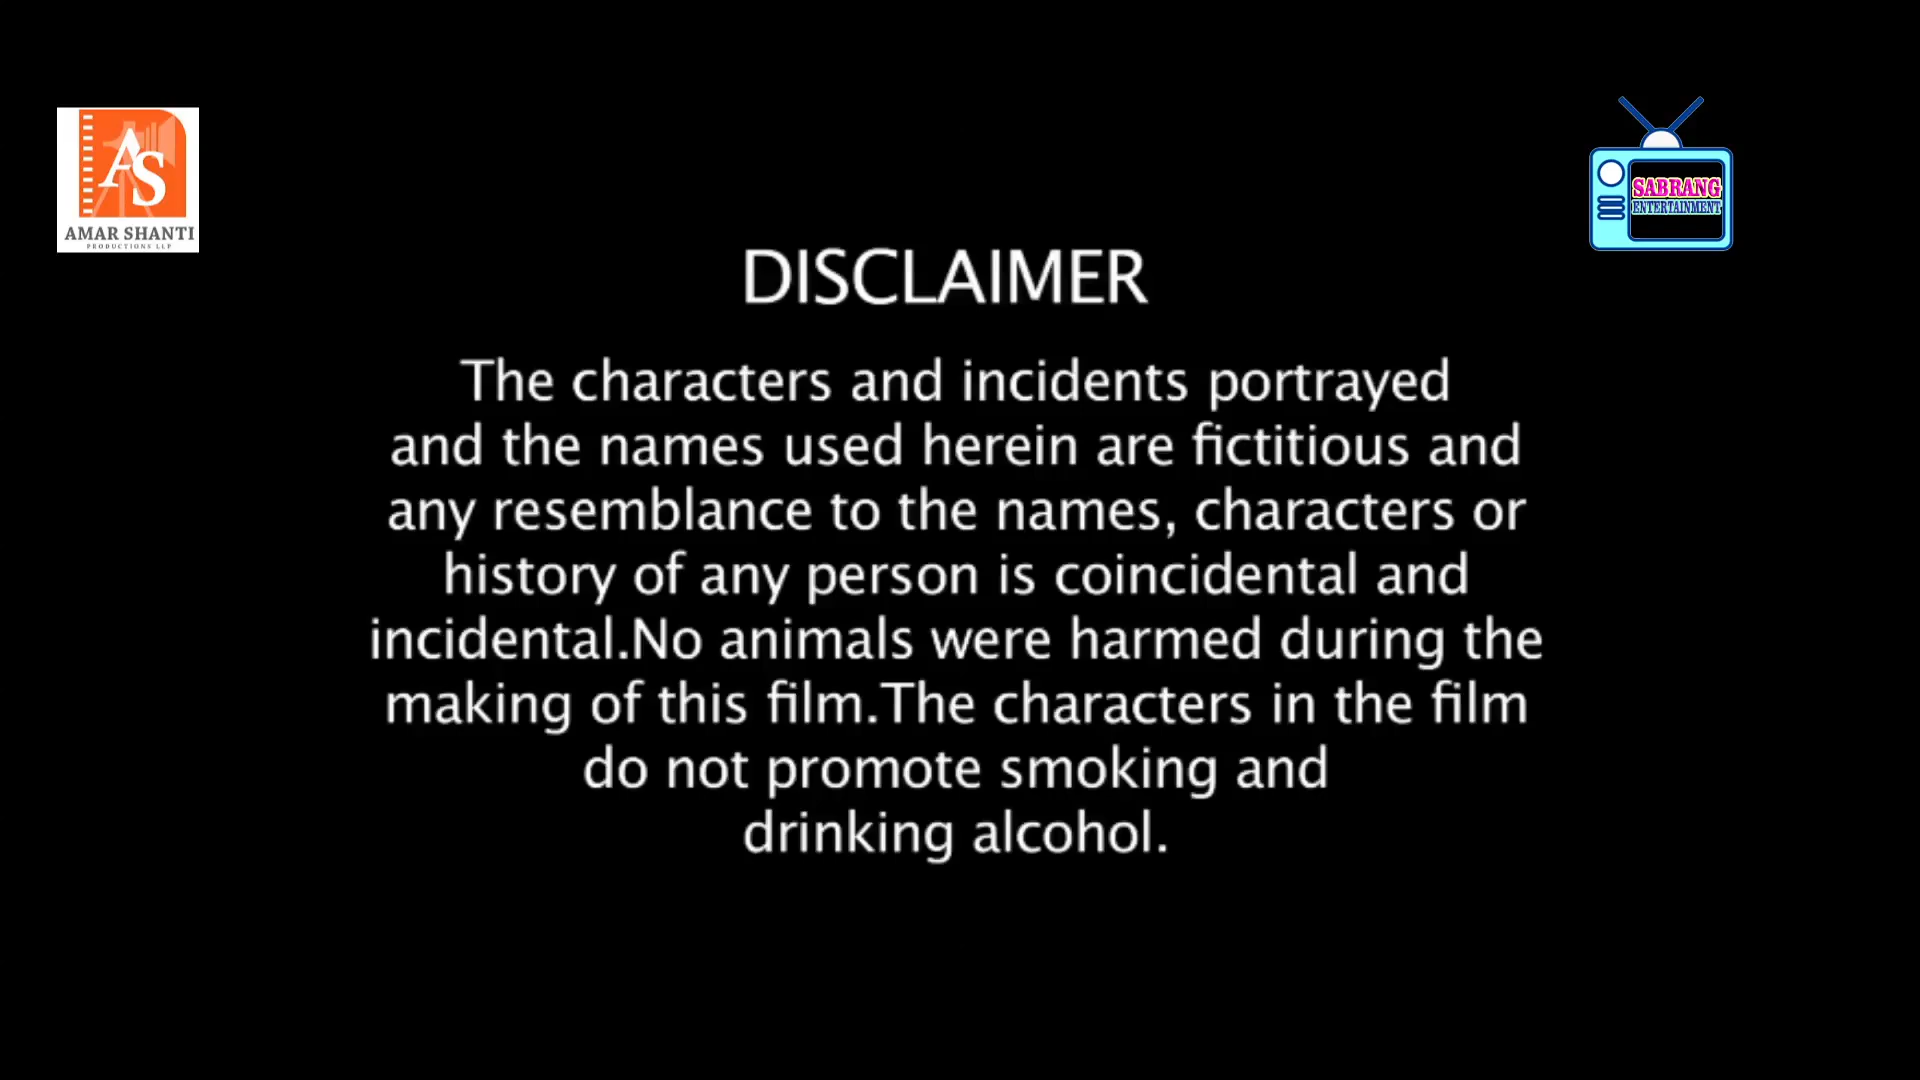 AS
AMAR SHANTI
PRODUCTIONS LLP
SABRANG
ENTERTAINMENT
DISCLAIMER
The characters and incidents portrayed
and the names used herein are fictitious and
any resemblance to the names, characters or
history of any person is coincidental and
incidental.No animals were harmed during the
making of this film.The characters in the film
do not promote smoking and
drinking alcohol.